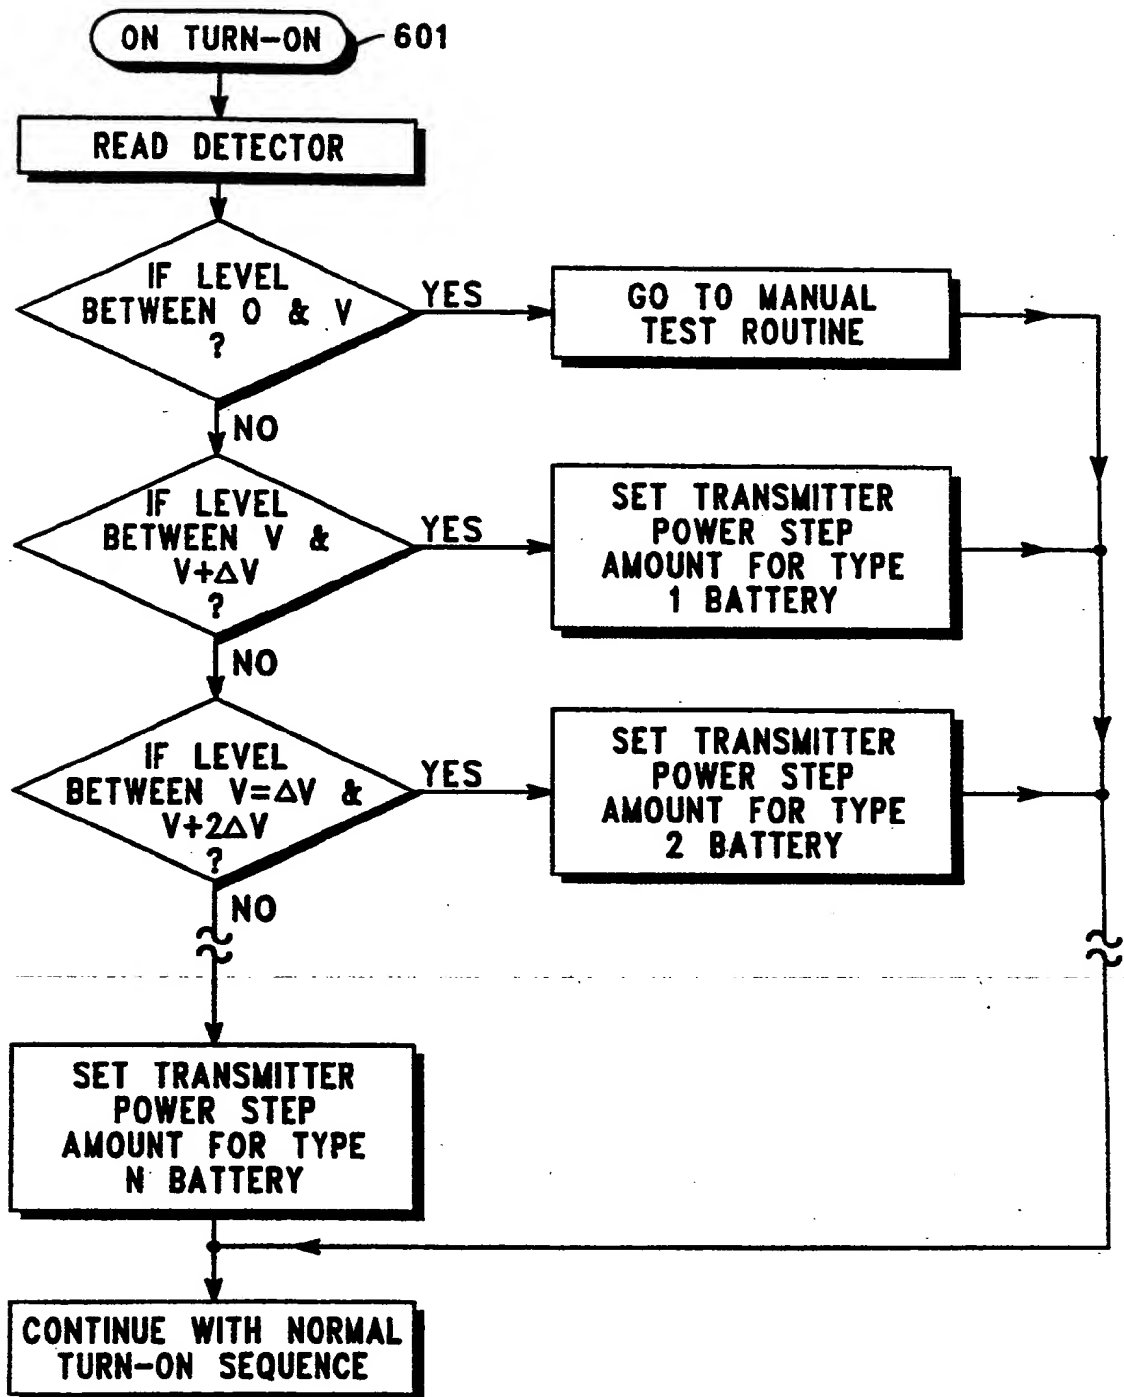 ON TURN-ON
601
READ DETECTOR
IF LEVEL
BETWEEN 0 & V
?
YES
GO TO MANUAL
TEST ROUTINE
NO
IF LEVEL
BETWEEN V &
V+ΔV
?
YES
SET TRANSMITTER
POWER STEP
AMOUNT FOR TYPE
1 BATTERY
NO
IF LEVEL
BETWEEN V=ΔV &
V+2ΔV
?
YES
SET TRANSMITTER
POWER STEP
AMOUNT FOR TYPE
2 BATTERY
NO
SET TRANSMITTER
POWER STEP
AMOUNT FOR TYPE
N BATTERY
CONTINUE WITH NORMAL
TURN-ON SEQUENCE